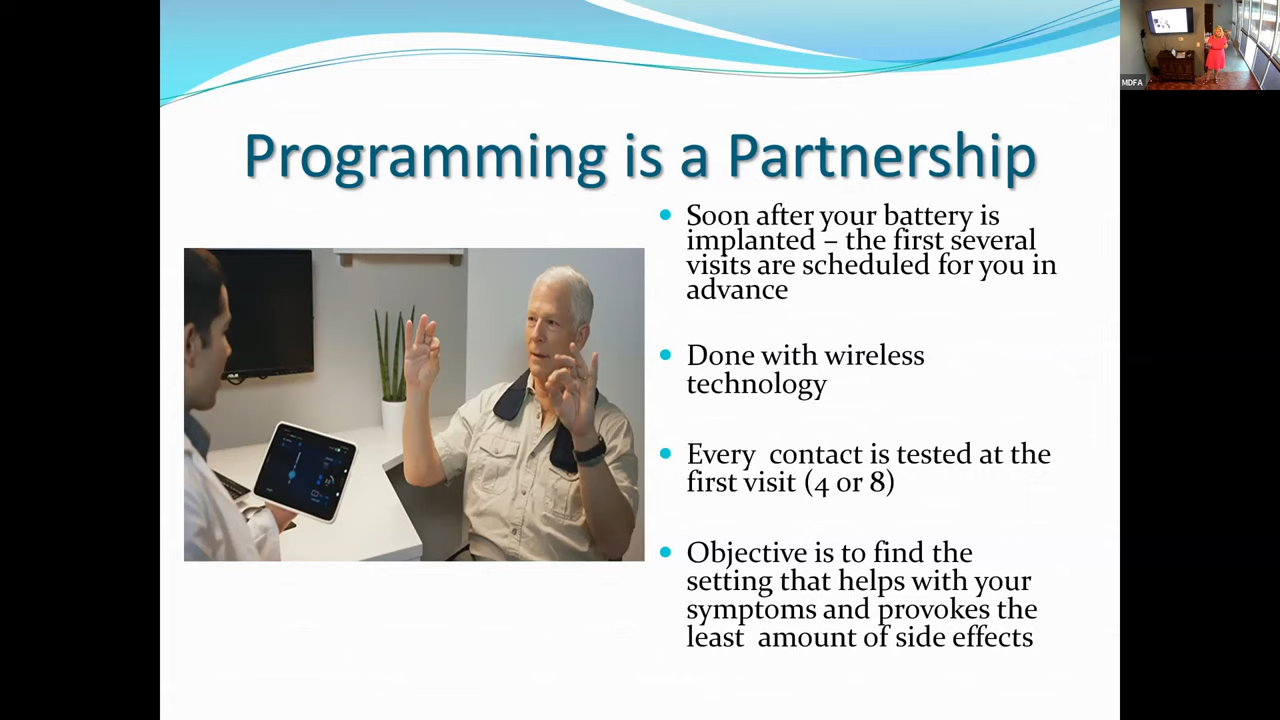 Programming is a Partnership
Soon after your battery is
implanted – the first several
visits are scheduled for you in
advance
Done with wireless
technology
Every  contact is tested at the
first visit (4 or 8)
Objective is to find the
setting that helps with your
symptoms and provokes the
least  amount of side effects
MDFA